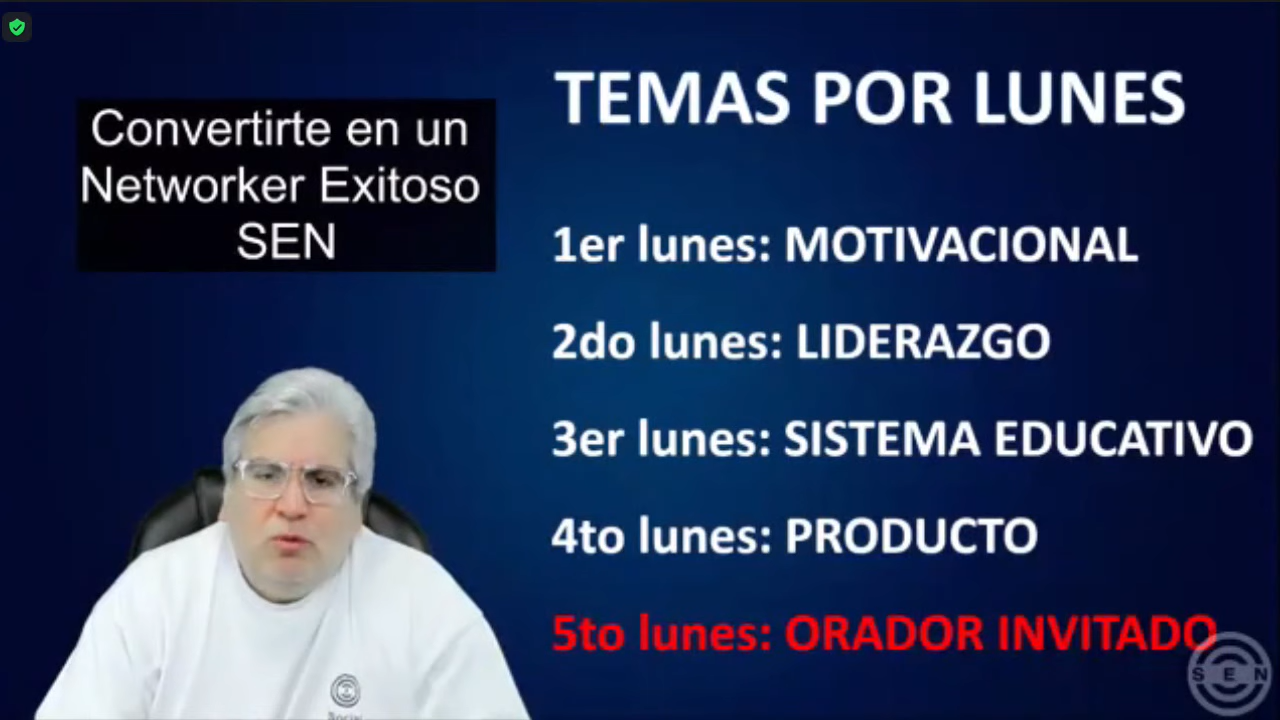 Convertirte en un
Networker Exitoso
SEN
TEMAS POR LUNES
1er lunes: MOTIVACIONAL
2do lunes: LIDERAZGO
3er lunes: SISTEMA EDUCATIVO
4to lunes: PRODUCTO
5to lunes: ORADOR INVITADO
SEN
Social